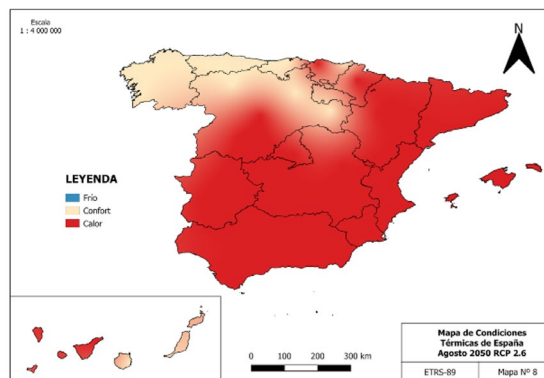 Escala
1 : 4 000 000
N
LEYENDA
Frío
Confort
Calor
0 100 200 300 km
Mapa de Condiciones
Térmicas de España
Agosto 2050 RCP 2.6
ETRS-89
Mapa Nº 8